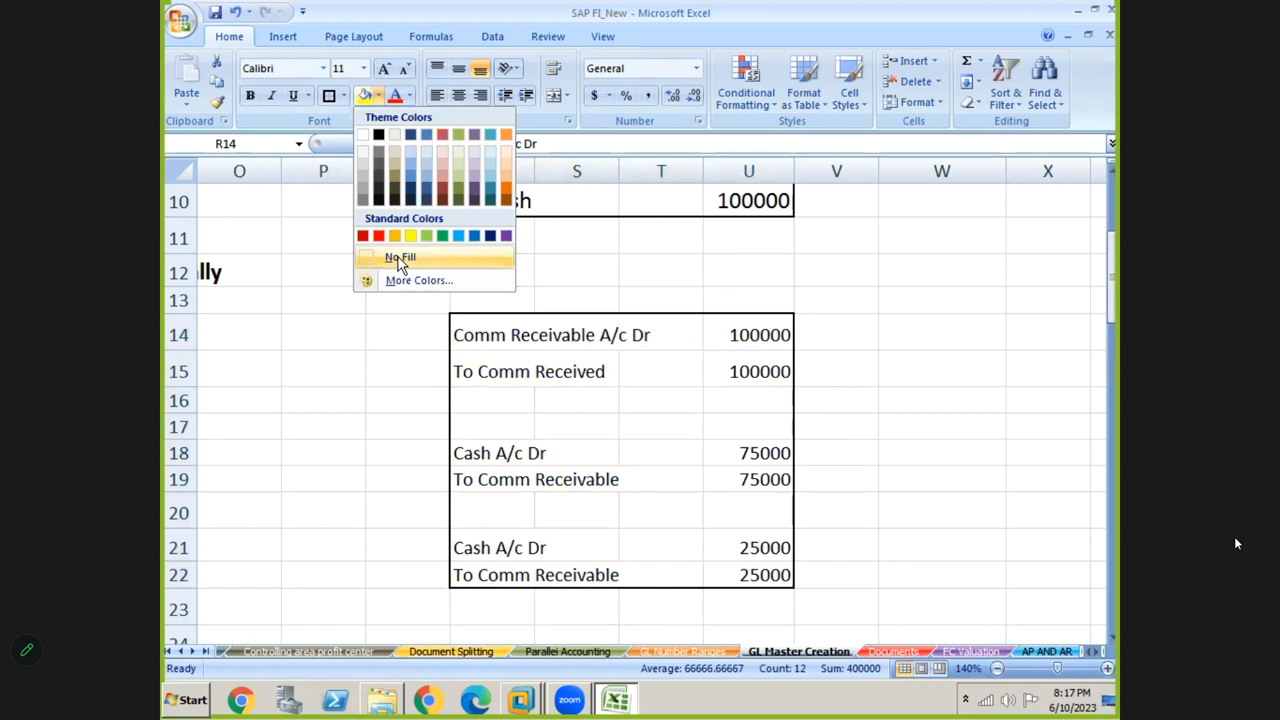 SAP FI_New - Microsoft Excel
Home Insert Page Layout Formulas Data Review View
Paste Calibri 11 General Conditional Formatting Format as Table Cell Styles Insert Delete Format Sort & Filter Find & Select
B I U $ % ,
Clipboard Font Number Styles Cells Editing
R14 c Dr
Theme Colors
Standard Colors
No Fill
More Colors...
O P S T U V W X
10 sh 100000
11
12 lly
13
14 Comm Receivable A/c Dr 100000
15 To Comm Received 100000
16
17
18 Cash A/c Dr 75000
19 To Comm Receivable 75000
20
21 Cash A/c Dr 25000
22 To Comm Receivable 25000
23
24
Controlling area profit center Document Splitting Parallel Accounting GL Number Ranges GL Master Creation Documents FC Valuation AP AND AR
Ready Average: 66666.66667 Count: 12 Sum: 400000 140%
Start zoom 8:17 PM
6/10/2023